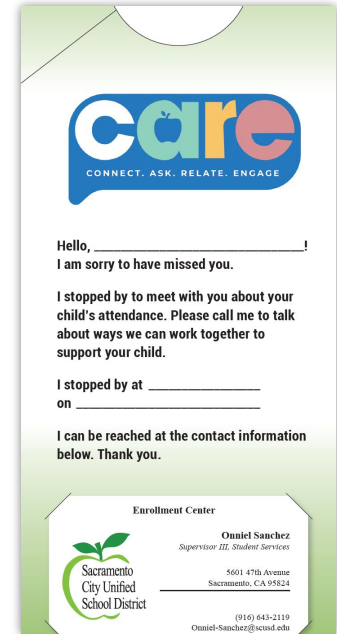 care
CONNECT. ASK. RELATE. ENGAGE
Hello, ______________________________!
I am sorry to have missed you.
I stopped by to meet with you about your
child's attendance. Please call me to talk
about ways we can work together to
support your child.
I stopped by at ________________
on __________________________
I can be reached at the contact information
below. Thank you.
Enrollment Center
Onniel Sanchez
Supervisor III, Student Services
Sacramento
City Unified
School District
5601 47th Avenue
Sacramento, CA 95824
(916) 643-2119
Onniel-Sanchez@scusd.edu